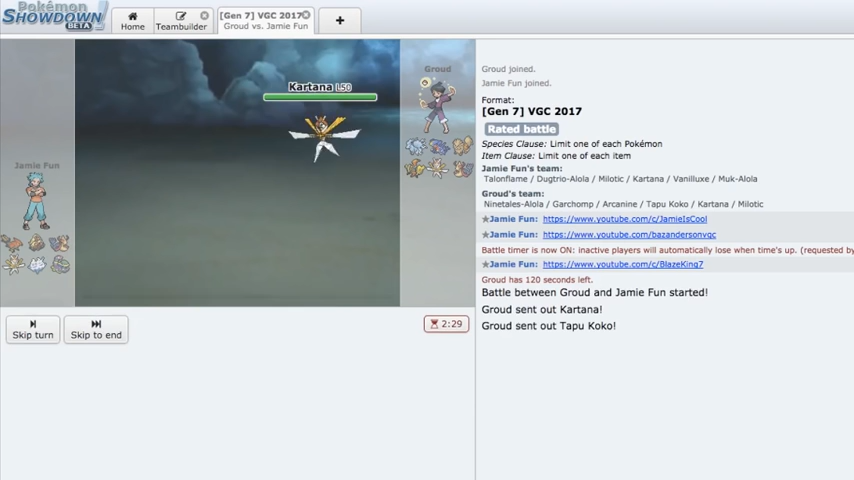 Pokémon
SHOWDOWN!
BETA
Home
Teambuilder
[Gen 7] VGC 2017
Groud vs. Jamie Fun
Groud
Kartana L50
Jamie Fun
Skip turn
Skip to end
2:29
Groud joined.
Jamie Fun joined.
Format:
[Gen 7] VGC 2017
Rated battle
Species Clause: Limit one of each Pokémon
Item Clause: Limit one of each item
Jamie Fun's team:
Talonflame / Dugtrio-Alola / Milotic / Kartana / Vanilluxe / Muk-Alola
Groud's team:
Ninetales-Alola / Garchomp / Arcanine / Tapu Koko / Kartana / Milotic
★Jamie Fun: https://www.youtube.com/c/JamieIsCool
★Jamie Fun: https://www.youtube.com/bazandersonvgc
Battle timer is now ON: inactive players will automatically lose when time's up. (requested by
★Jamie Fun: https://www.youtube.com/c/BlazeKing7
Groud has 120 seconds left.
Battle between Groud and Jamie Fun started!
Groud sent out Kartana!
Groud sent out Tapu Koko!